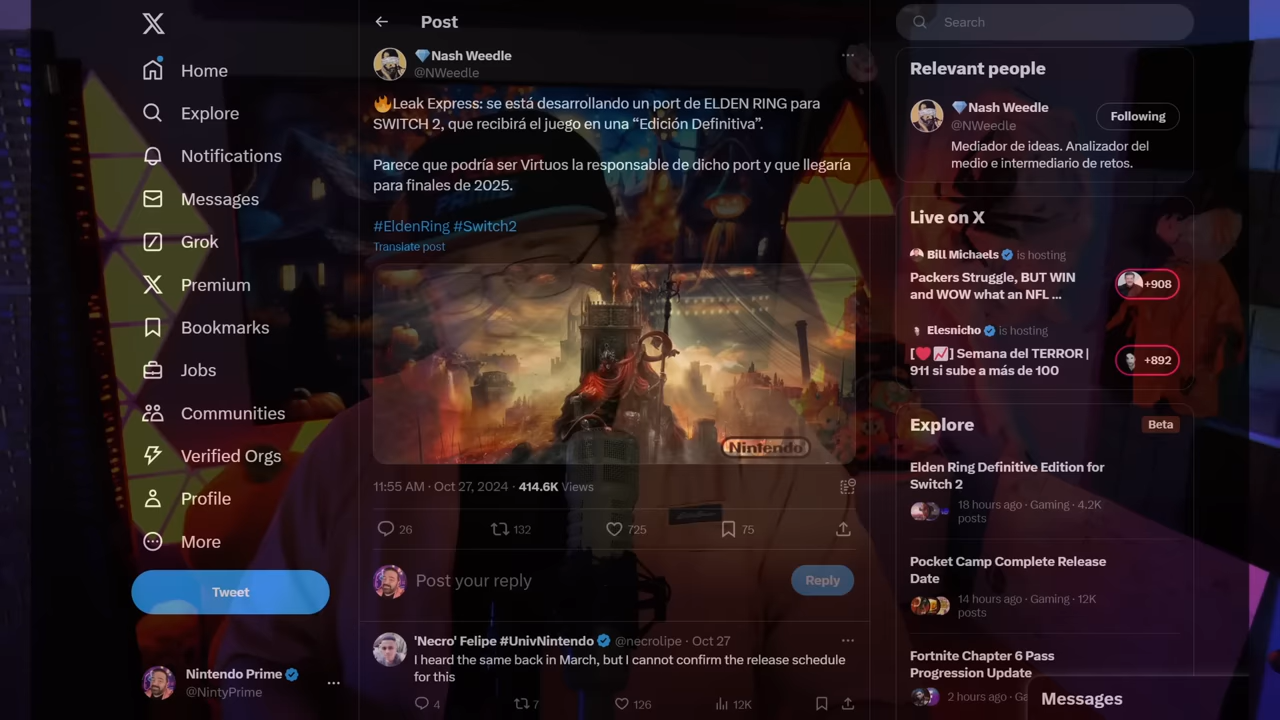 Home
Explore
Notifications
Messages
Grok
Premium
Bookmarks
Jobs
Communities
Verified Orgs
Profile
More
Tweet
Nintendo Prime
@NintyPrime
Post
💎Nash Weedle
@NWeedle
🔥Leak Express: se está desarrollando un port de ELDEN RING para
SWITCH 2, que recibirá el juego en una “Edición Definitiva”.
Parece que podría ser Virtuos la responsable de dicho port y que llegaría
para finales de 2025.
#EldenRing #Switch2
Translate post
Nintendo
11:55 AM · Oct 27, 2024 · 414.6K Views
26 132 725 75
Post your reply
Reply
'Necro' Felipe #UnivNintendo @necrolipe · Oct 27
I heard the same back in March, but I cannot confirm the release schedule
for this
4 7 126 12K
Search
Relevant people
💎Nash Weedle
@NWeedle
Following
Mediador de ideas. Analizador del
medio e intermediario de retos.
Live on X
Bill Michaels is hosting
Packers Struggle, BUT WIN
and WOW what an NFL ...
+908
Elesnicho is hosting
[❤️📈] Semana del TERROR |
911 si sube a más de 100
+892
Explore
Beta
Elden Ring Definitive Edition for
Switch 2
18 hours ago · Gaming · 4.2K
posts
Pocket Camp Complete Release
Date
14 hours ago · Gaming · 12K
posts
Fortnite Chapter 6 Pass
Progression Update
2 hours ago ·
Messages